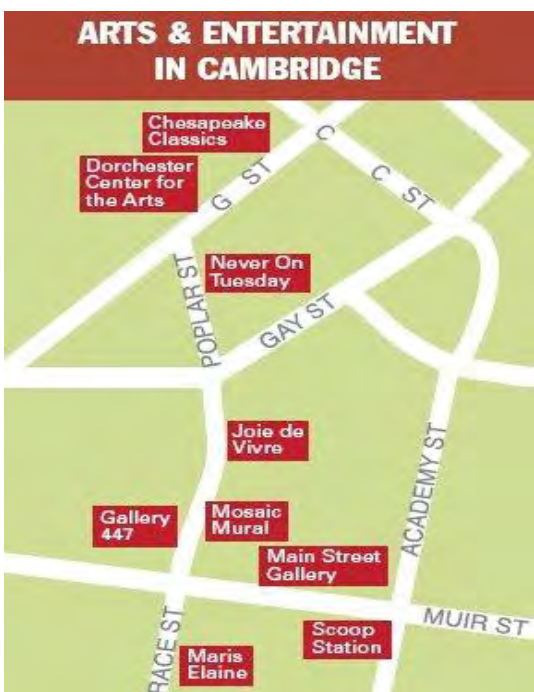 ARTS & ENTERTAINMENT
IN CAMBRIDGE
Chesapeake
Classics
C
C ST
Dorchester
Center for
the Arts
G ST
POPLAR ST
Never On
Tuesday
GAY ST
Joie de
Vivre
ACADEMY ST
Gallery
447
Mosaic
Mural
Main Street
Gallery
MUIR ST
RACE ST
Scoop
Station
Maris
Elaine